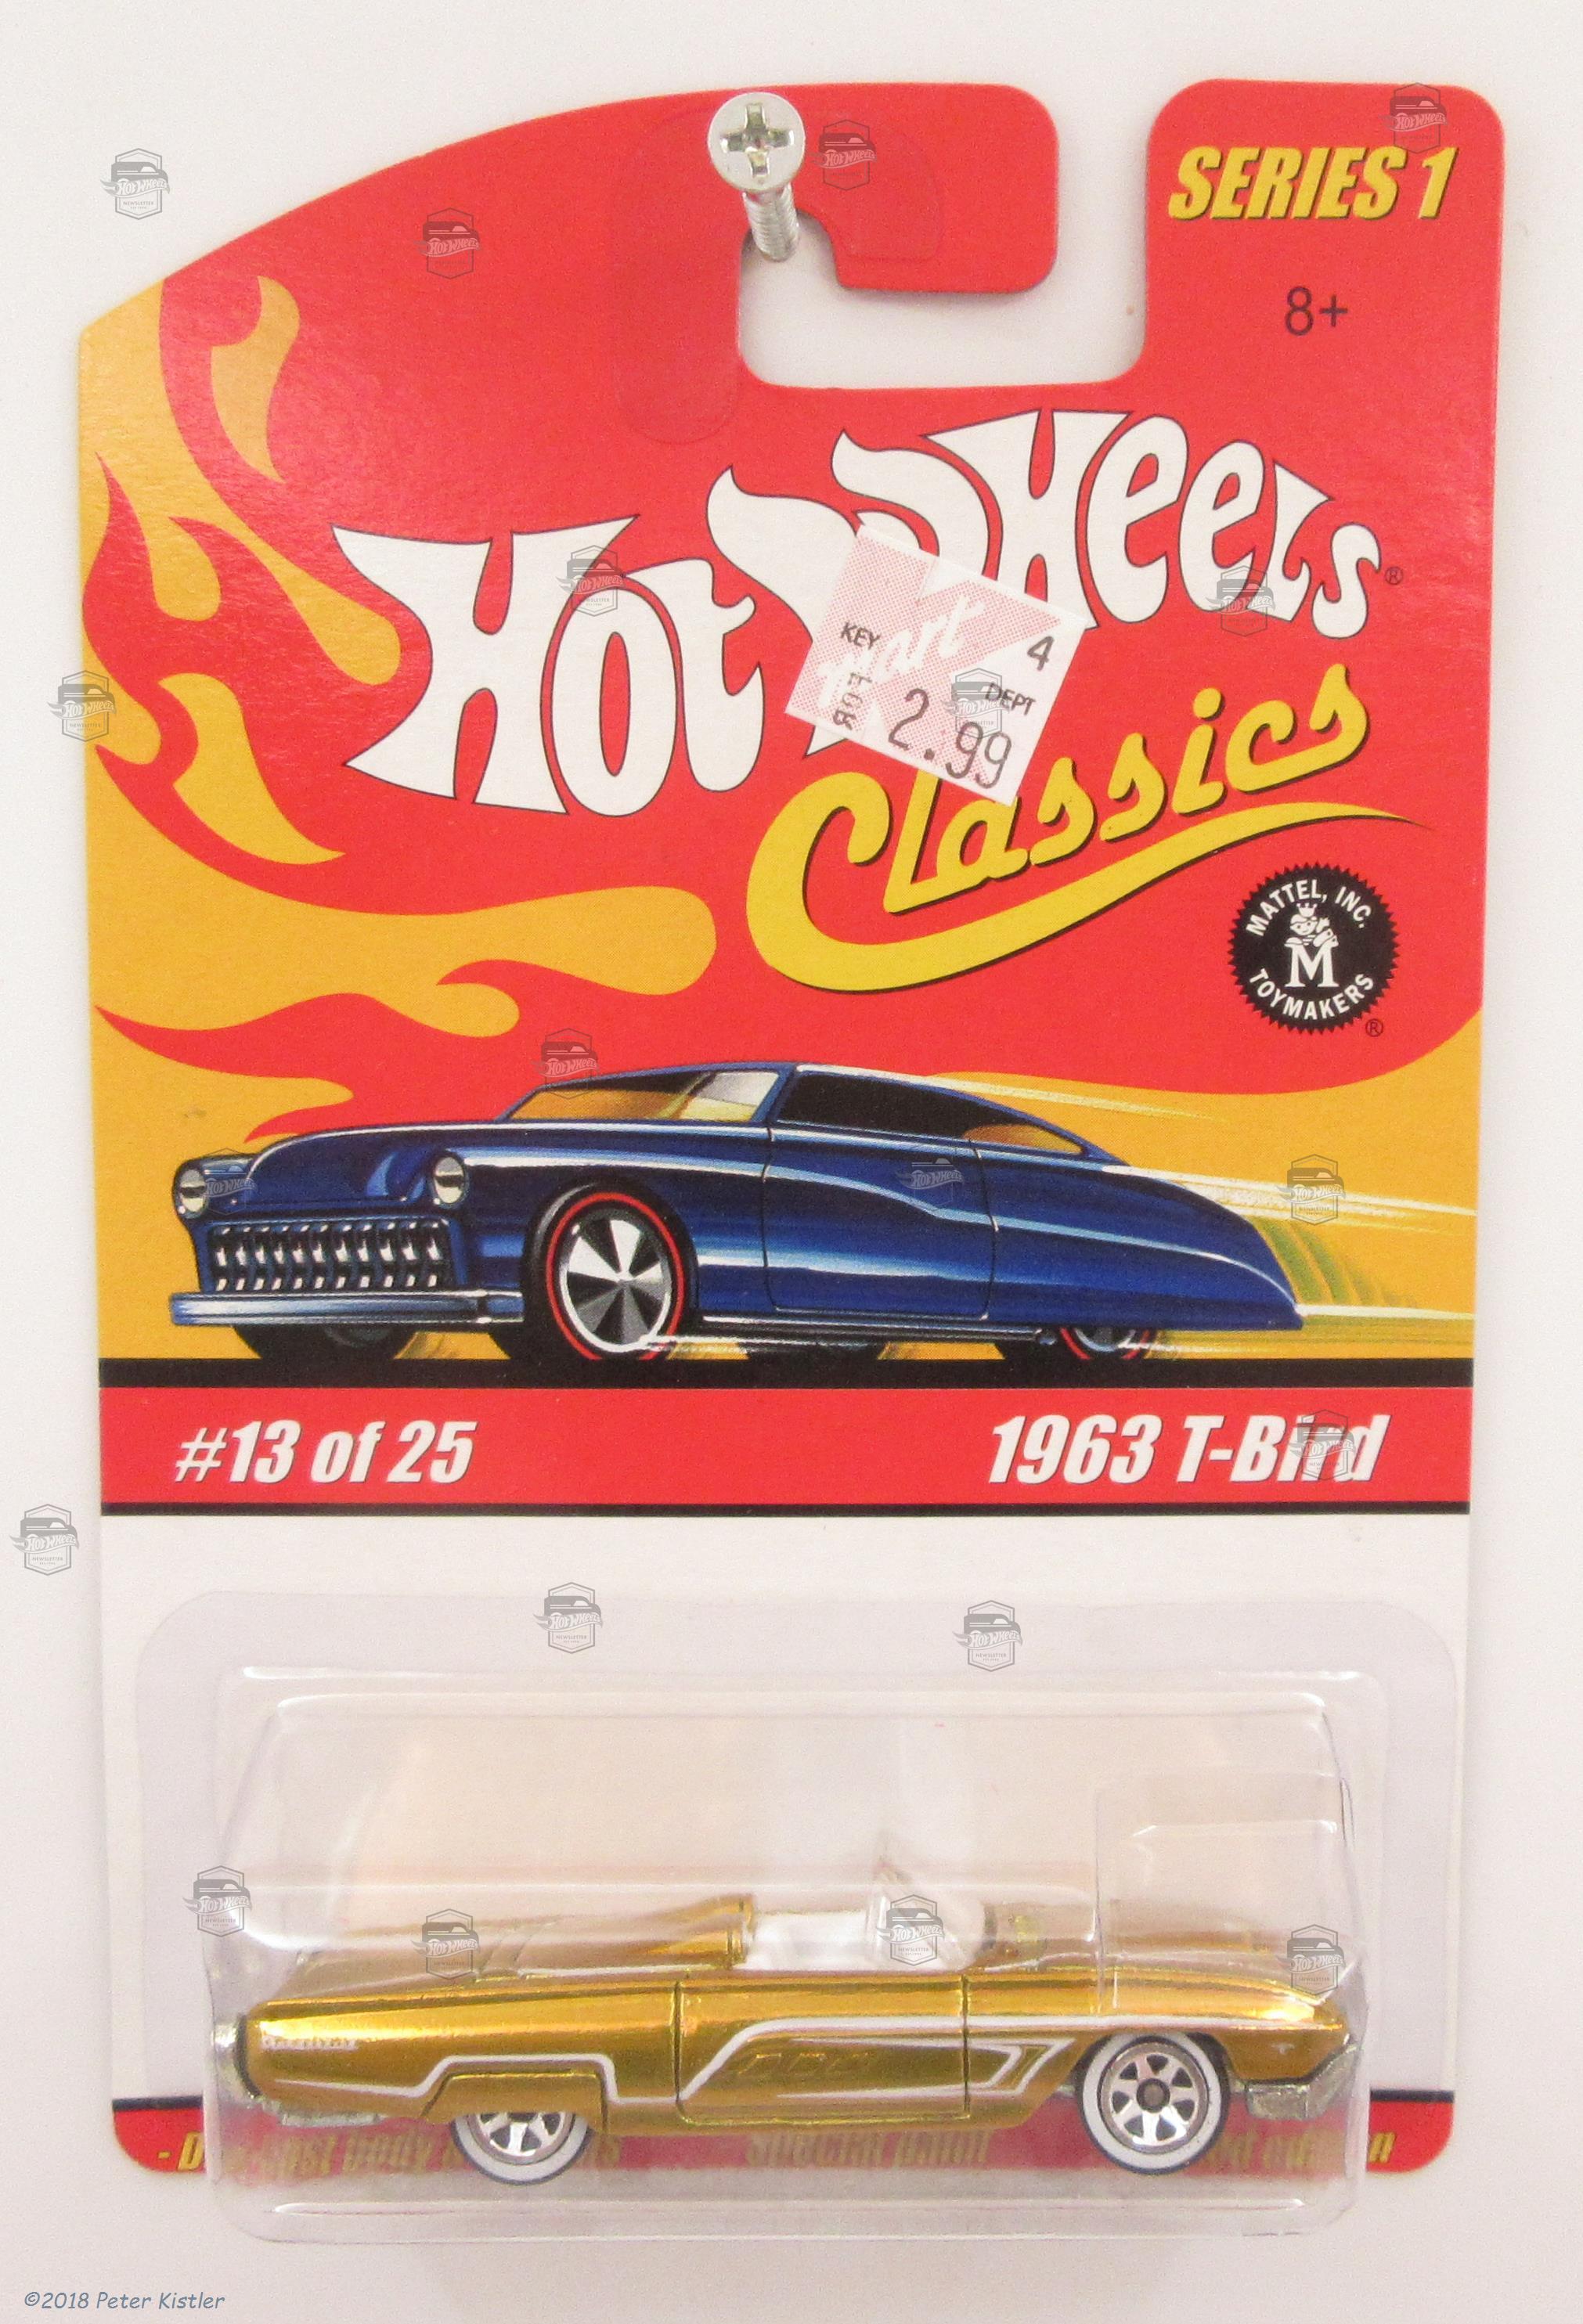 SERIES 1
8+
Hot Wheels®
KEY 4
DEPT
2.99
Classics
MATTEL, INC.
M
TOYMAKERS
®
#13 of 25 1963 T-Bird
©2018 Peter Kistler